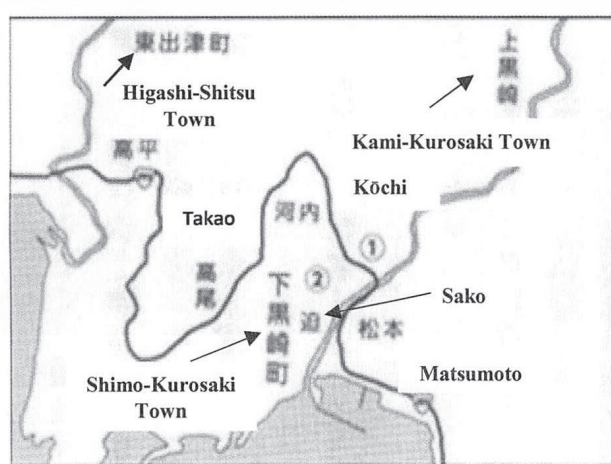 東出津町
Higashi-Shitsu
Town
上黒崎
Kami-Kurosaki Town
高平
Kōchi
Takao
河内
①
高尾
②
下黒崎町
迫
Sako
松本
Shimo-Kurosaki
Town
Matsumoto